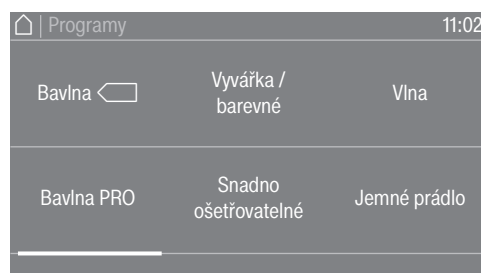 | Programy 11:02
Bavlna
Vyvářka /
barevné
Vlna
Bavlna PRO
Snadno
ošetřovatelné
Jemné prádlo